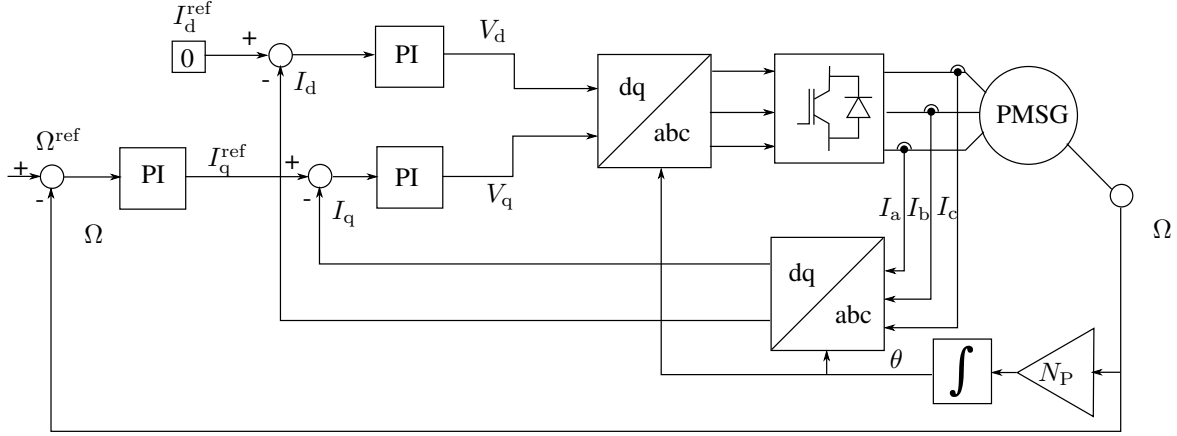 I_d^ref
0
+
-
I_d
PI
V_d
dq
abc
PMSG
Ω^ref
+
-
Ω
PI
I_q^ref
+
-
I_q
PI
V_q
I_a I_b I_c
Ω
dq
abc
θ
∫
N_P